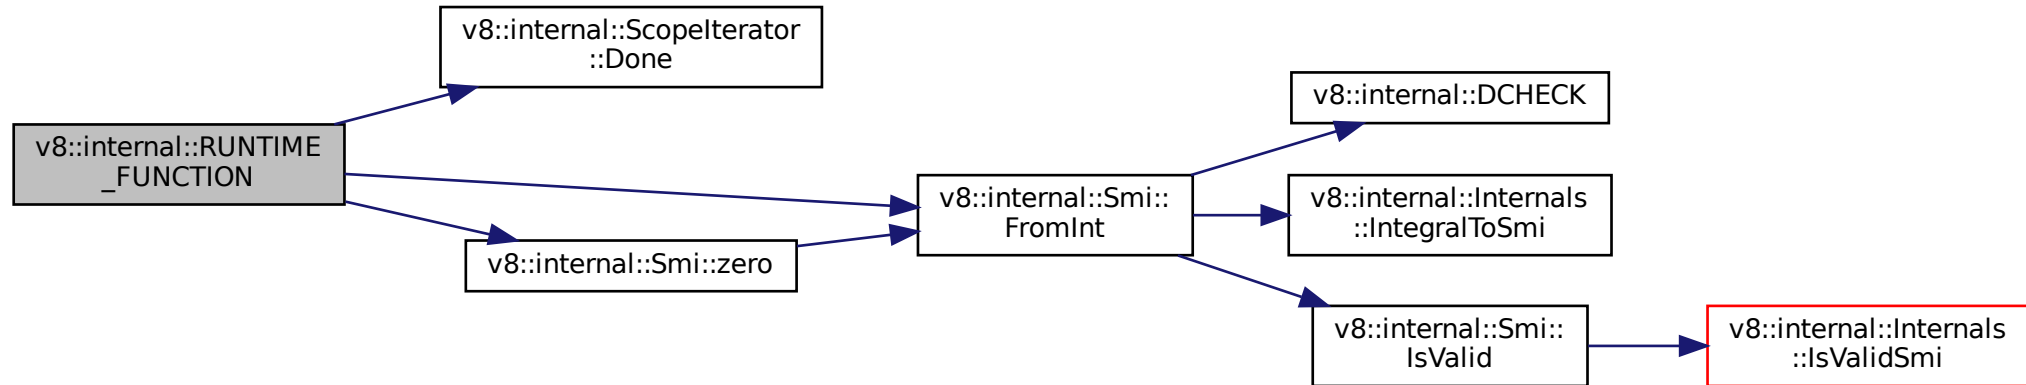 v8::internal::ScopeIterator
::Done
v8::internal::RUNTIME
_FUNCTION
v8::internal::Smi::zero
v8::internal::Smi::
FromInt
v8::internal::DCHECK
v8::internal::Internals
::IntegralToSmi
v8::internal::Smi::
IsValid
v8::internal::Internals
::IsValidSmi